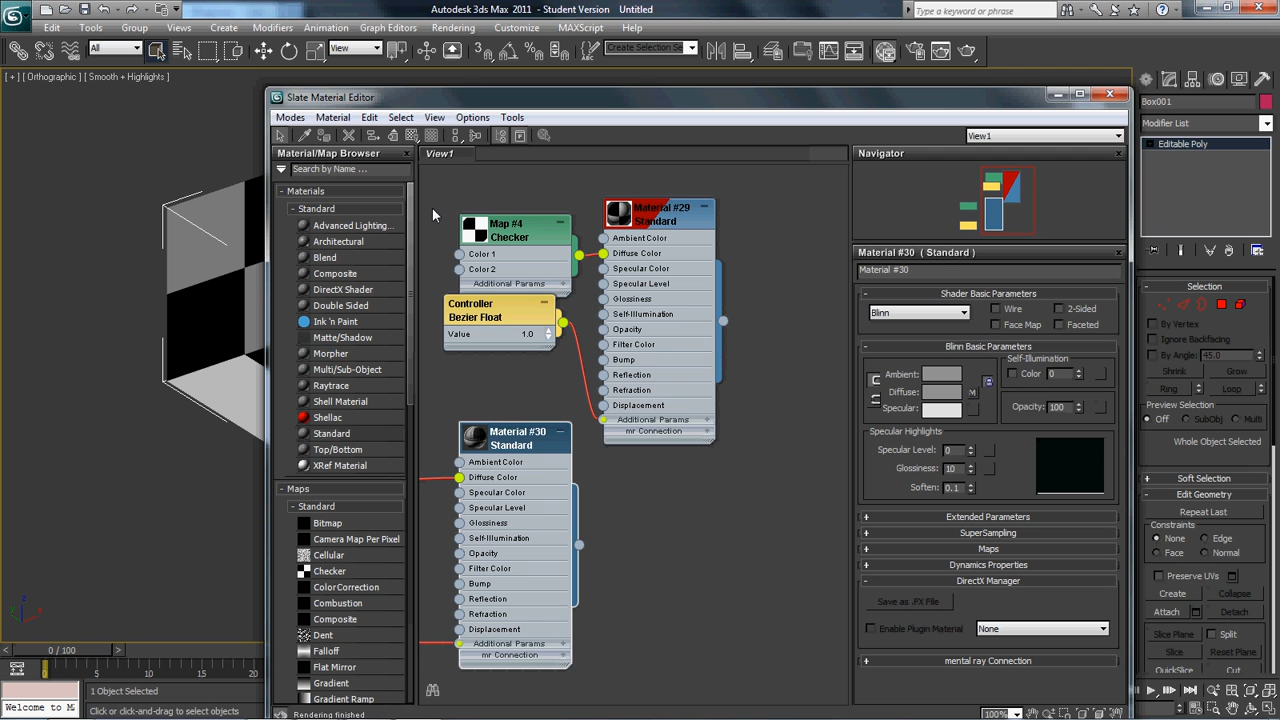 Autodesk 3ds Max 2011 - Student Version Untitled
Type a keyword or phrase
Edit Tools Group Views Create Modifiers Animation Graph Editors Rendering Customize MAXScript Help
All
View
Create Selection Se
[ + ] [ Orthographic ] [ Smooth + Highlights ]
Slate Material Editor
Modes Material Edit Select View Options Tools
View1
Material/Map Browser
Search by Name ...
- Materials
- Standard
Advanced Lighting...
Architectural
Blend
Composite
DirectX Shader
Double Sided
Ink 'n Paint
Matte/Shadow
Morpher
Multi/Sub-Object
Raytrace
Shell Material
Shellac
Standard
Top/Bottom
XRef Material
- Maps
- Standard
Bitmap
Camera Map Per Pixel
Cellular
Checker
ColorCorrection
Combustion
Composite
Dent
Falloff
Flat Mirror
Gradient
Gradient Ramp
View1
Map #4
Checker
Color 1
Color 2
Additional Params
Controller
Bezier Float
Value 1.0
Material #29
Standard
Ambient Color
Diffuse Color
Specular Color
Specular Level
Glossiness
Self-Illumination
Opacity
Filter Color
Bump
Reflection
Refraction
Displacement
Additional Params
mr Connection
Material #30
Standard
Ambient Color
Diffuse Color
Specular Color
Specular Level
Glossiness
Self-Illumination
Opacity
Filter Color
Bump
Reflection
Refraction
Displacement
Additional Params
mr Connection
Navigator
Material #30 ( Standard )
Material #30
Shader Basic Parameters
Blinn
Wire
2-Sided
Face Map
Faceted
Blinn Basic Parameters
Self-Illumination
Color 0
Ambient:
Diffuse: M
Specular:
Opacity: 100
Specular Highlights
Specular Level: 0
Glossiness: 10
Soften: 0.1
Extended Parameters
SuperSampling
Maps
Dynamics Properties
DirectX Manager
Save as .FX File
Enable Plugin Material
None
mental ray Connection
Rendering finished
100%
Box001
Modifier List
Editable Poly
Selection
By Vertex
Ignore Backfacing
By Angle: 45.0
Shrink Grow
Ring Loop
Preview Selection
Off SubObj Multi
Whole Object Selected
Soft Selection
Edit Geometry
Repeat Last
Constraints
None Edge
Face Normal
Preserve UVs
Create Collapse
Attach Detach
Slice Plane Split
Slice Reset Plane
QuickSlice Cut
0 / 100
0 5 10 15 20
1 Object Selected
Welcome to M
Click or click-and-drag to select objects